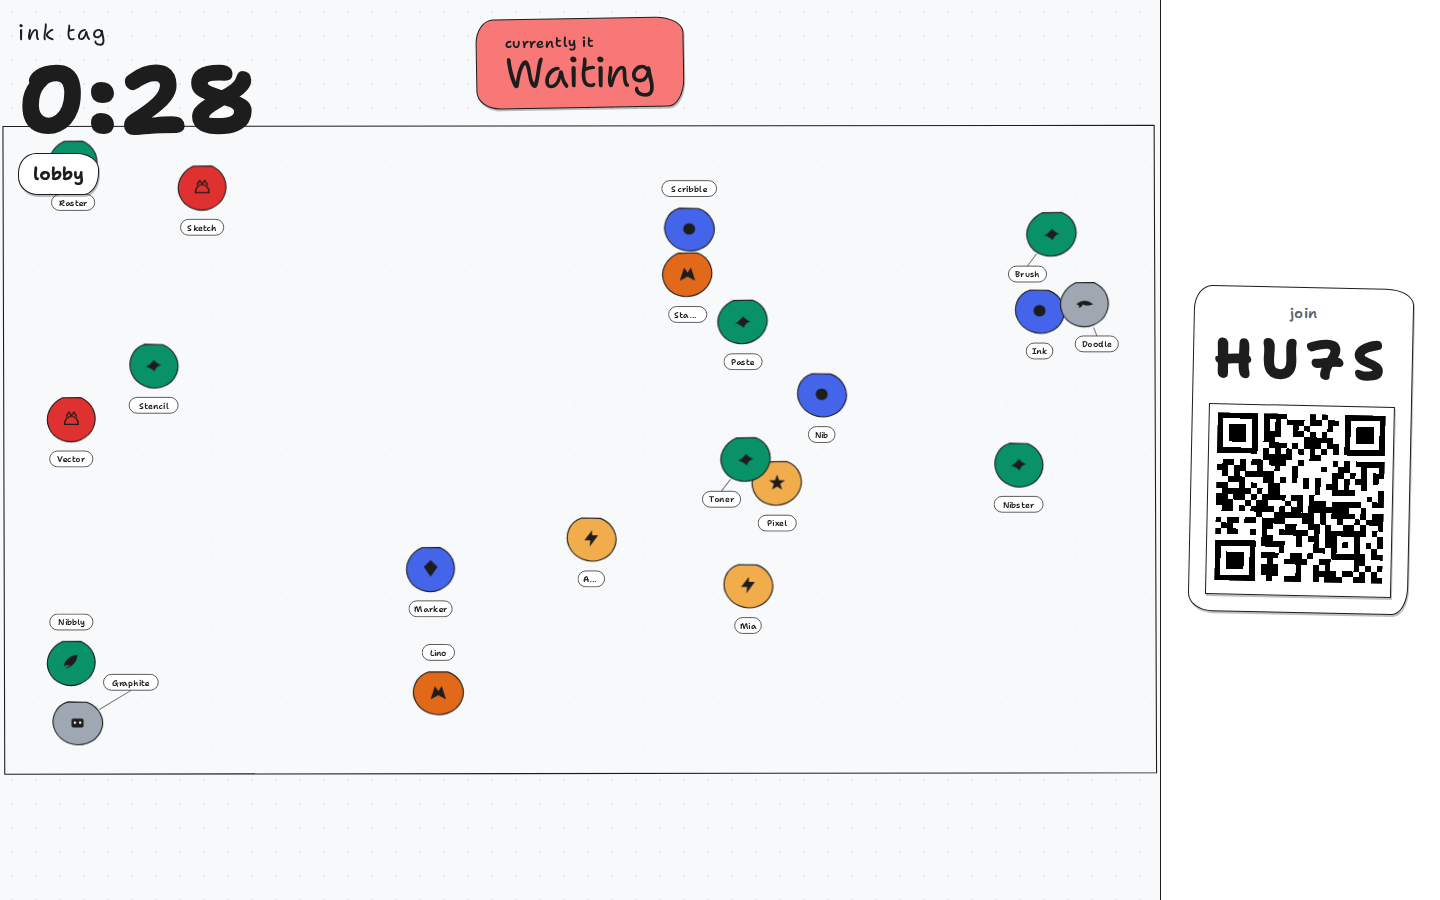 ink tag
0:28
currently it
Waiting
lobby
Raster
Sketch
Scribble
Sta...
Paste
Brush
Ink
Doodle
Stencil
Vector
Nib
Toner
Pixel
Nibster
A...
Marker
Mia
Nibbly
Lino
Graphite
join
HU7S